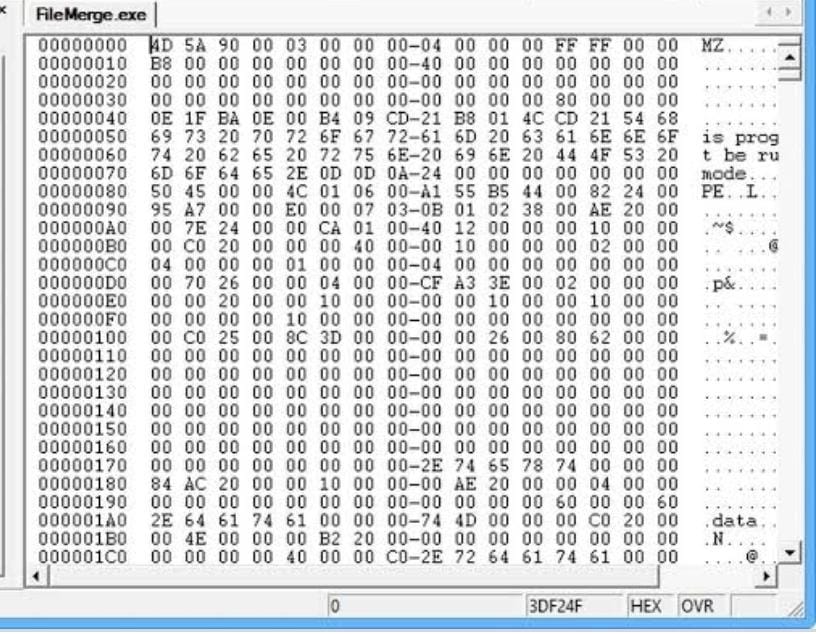 FileMerge.exe
00000000 4D 5A 90 00 03 00 00 00-04 00 00 00 FF FF 00 00 MZ......
00000010 B8 00 00 00 00 00 00 00-40 00 00 00 00 00 00 00 ........
00000020 00 00 00 00 00 00 00 00-00 00 00 00 00 00 00 00 ........
00000030 00 00 00 00 00 00 00 00-00 00 00 00 80 00 00 00 ........
00000040 0E 1F BA 0E 00 B4 09 CD-21 B8 01 4C CD 21 54 68 ........
00000050 69 73 20 70 72 6F 67 72-61 6D 20 63 61 6E 6E 6F is prog
00000060 74 20 62 65 20 72 75 6E-20 69 6E 20 44 4F 53 20 t be ru
00000070 6D 6F 64 65 2E 0D 0D 0A-24 00 00 00 00 00 00 00 mode....
00000080 50 45 00 00 4C 01 06 00-A1 55 B5 44 00 82 24 00 PE..L...
00000090 95 A7 00 00 E0 00 07 03-0B 01 02 38 00 AE 20 00 ........
000000A0 00 7E 24 00 00 CA 01 00-40 12 00 00 00 10 00 00 .~$.....
000000B0 00 C0 20 00 00 00 40 00-00 10 00 00 00 02 00 00 .. ...@
000000C0 04 00 00 00 01 00 00 00-04 00 00 00 00 00 00 00 ........
000000D0 00 70 26 00 00 04 00 00-CF A3 3E 00 02 00 00 00 .p&.....
000000E0 00 00 20 00 00 10 00 00-00 00 10 00 00 10 00 00 .. .....
000000F0 00 00 00 00 10 00 00 00-00 00 00 00 00 00 00 00 ........
00000100 00 C0 25 00 8C 3D 00 00-00 00 26 00 80 62 00 00 ..%..=
00000110 00 00 00 00 00 00 00 00-00 00 00 00 00 00 00 00 ........
00000120 00 00 00 00 00 00 00 00-00 00 00 00 00 00 00 00 ........
00000130 00 00 00 00 00 00 00 00-00 00 00 00 00 00 00 00 ........
00000140 00 00 00 00 00 00 00 00-00 00 00 00 00 00 00 00 ........
00000150 00 00 00 00 00 00 00 00-00 00 00 00 00 00 00 00 ........
00000160 00 00 00 00 00 00 00 00-00 00 00 00 00 00 00 00 ........
00000170 00 00 00 00 00 00 00 00-2E 74 65 78 74 00 00 00 ........
00000180 84 AC 20 00 00 10 00 00-00 AE 20 00 00 04 00 00 ........
00000190 00 00 00 00 00 00 00 00-00 00 00 00 60 00 00 60 ........
000001A0 2E 64 61 74 61 00 00 00-74 4D 00 00 00 C0 20 00 .data..
000001B0 00 4E 00 00 00 B2 20 00-00 00 00 00 00 00 00 00 .N.....
000001C0 00 00 00 00 40 00 00 C0-2E 72 64 61 74 61 00 00 ....@.
0 3DF24F HEX OVR